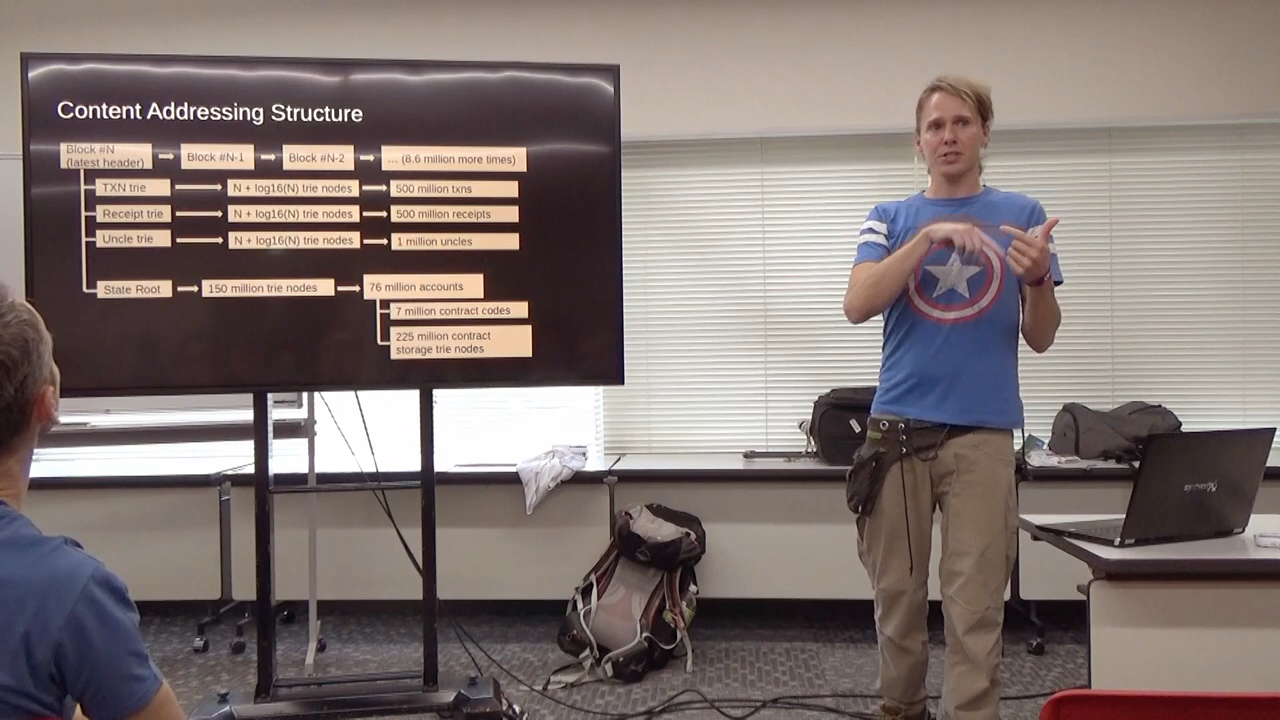 Content Addressing Structure
Block #N
(latest header)
Block #N-1
Block #N-2
... (8.6 million more times)
TXN trie
N + log16(N) trie nodes
500 million txns
Receipt trie
N + log16(N) trie nodes
500 million receipts
Uncle trie
N + log16(N) trie nodes
1 million uncles
State Root
150 million trie nodes
76 million accounts
7 million contract codes
225 million contract
storage trie nodes